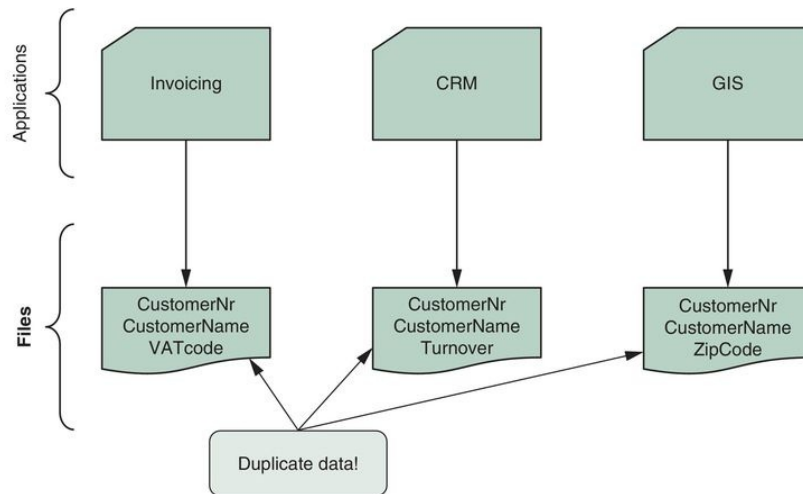 Applications
Invoicing
CRM
GIS
Files
CustomerNr
CustomerName
VATcode
CustomerNr
CustomerName
Turnover
CustomerNr
CustomerName
ZipCode
Duplicate data!